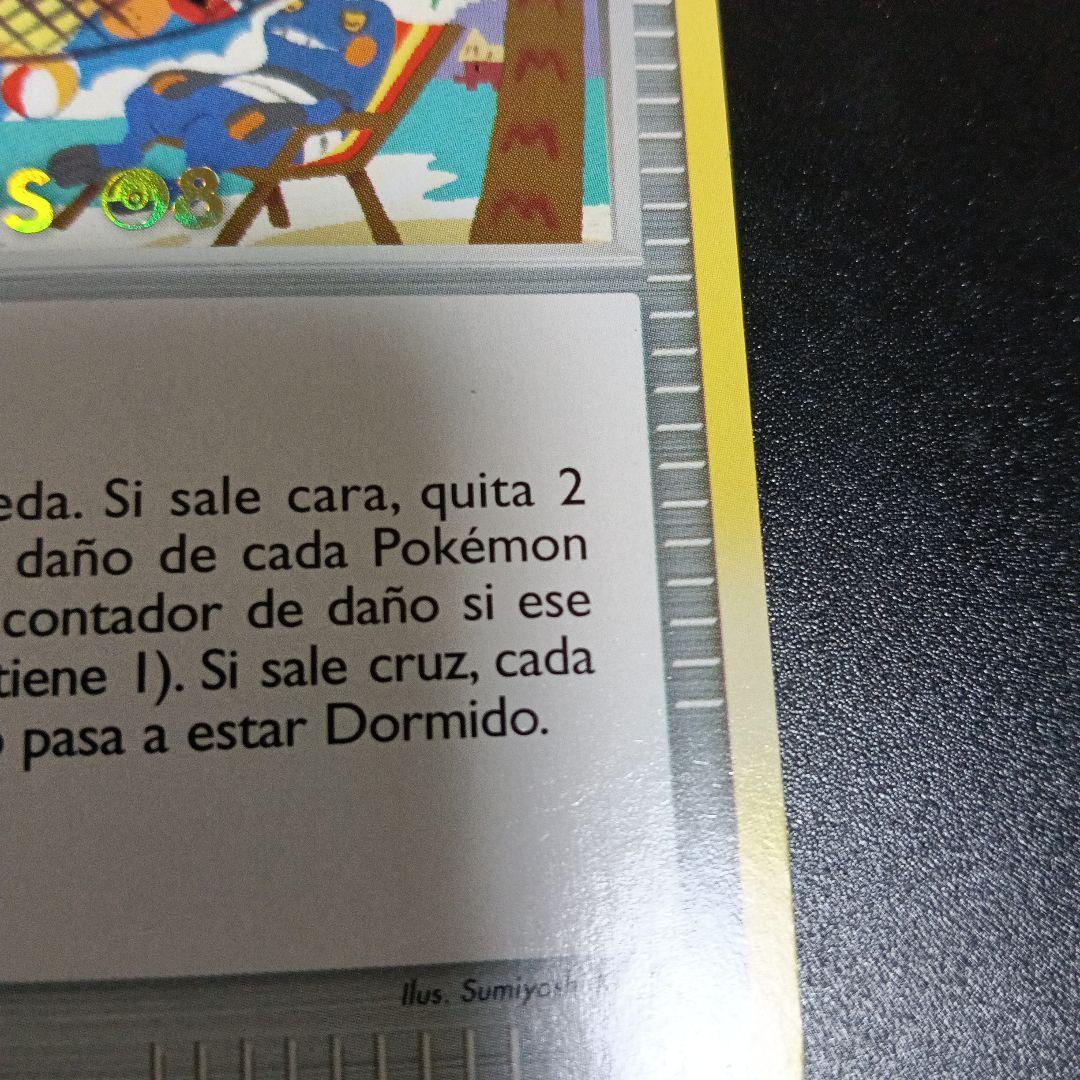 S 08
eda. Si sale cara, quita 2
daño de cada Pokémon
contador de daño si ese
tiene 1). Si sale cruz, cada
pasa a estar Dormido.
Ilus. Sumiyoshi K